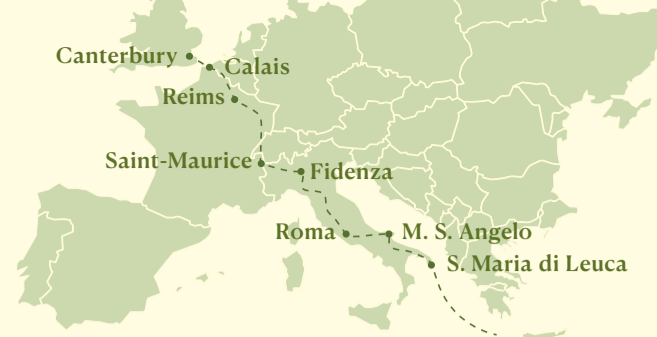 Canterbury
Calais
Reims
Saint-Maurice
Fidenza
Roma
M. S. Angelo
S. Maria di Leuca